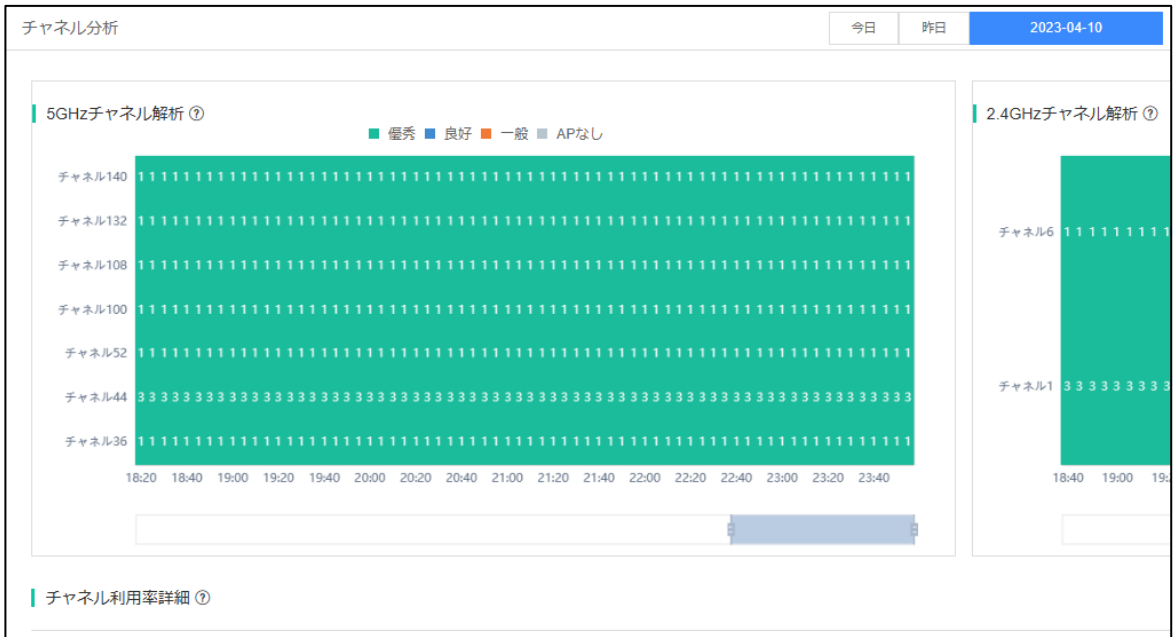 チャネル分析
今日 昨日 2023-04-10
5GHzチャネル解析
優秀 良好 一般 APなし
チャネル140 1 1 1 1 1 1 1 1 1 1 1 1 1 1 1 1 1 1 1 1 1 1 1 1 1 1 1 1 1 1 1 1 1 1 1 1 1 1 1 1 1 1 1 1 1 1 1 1 1 1 1 1 1 1 1 1 1 1 1 1 1 1 1 1 1 1 1 1
チャネル132 1 1 1 1 1 1 1 1 1 1 1 1 1 1 1 1 1 1 1 1 1 1 1 1 1 1 1 1 1 1 1 1 1 1 1 1 1 1 1 1 1 1 1 1 1 1 1 1 1 1 1 1 1 1 1 1 1 1 1 1 1 1 1 1 1 1 1 1
チャネル108 1 1 1 1 1 1 1 1 1 1 1 1 1 1 1 1 1 1 1 1 1 1 1 1 1 1 1 1 1 1 1 1 1 1 1 1 1 1 1 1 1 1 1 1 1 1 1 1 1 1 1 1 1 1 1 1 1 1 1 1 1 1 1 1 1 1 1 1
チャネル100 1 1 1 1 1 1 1 1 1 1 1 1 1 1 1 1 1 1 1 1 1 1 1 1 1 1 1 1 1 1 1 1 1 1 1 1 1 1 1 1 1 1 1 1 1 1 1 1 1 1 1 1 1 1 1 1 1 1 1 1 1 1 1 1 1 1 1 1
チャネル52 1 1 1 1 1 1 1 1 1 1 1 1 1 1 1 1 1 1 1 1 1 1 1 1 1 1 1 1 1 1 1 1 1 1 1 1 1 1 1 1 1 1 1 1 1 1 1 1 1 1 1 1 1 1 1 1 1 1 1 1 1 1 1 1 1 1 1 1
チャネル44 3 3 3 3 3 3 3 3 3 3 3 3 3 3 3 3 3 3 3 3 3 3 3 3 3 3 3 3 3 3 3 3 3 3 3 3 3 3 3 3 3 3 3 3 3 3 3 3 3 3 3 3 3 3 3 3 3 3 3 3 3 3 3 3 3 3 3 3
チャネル36 1 1 1 1 1 1 1 1 1 1 1 1 1 1 1 1 1 1 1 1 1 1 1 1 1 1 1 1 1 1 1 1 1 1 1 1 1 1 1 1 1 1 1 1 1 1 1 1 1 1 1 1 1 1 1 1 1 1 1 1 1 1 1 1 1 1 1 1
18:20 18:40 19:00 19:20 19:40 20:00 20:20 20:40 21:00 21:20 21:40 22:00 22:20 22:40 23:00 23:20 23:40
2.4GHzチャネル解析
チャネル6 1 1 1 1 1 1 1 1 1
チャネル1 3 3 3 3 3 3 3 3 3
18:40 19:00
チャネル利用率詳細